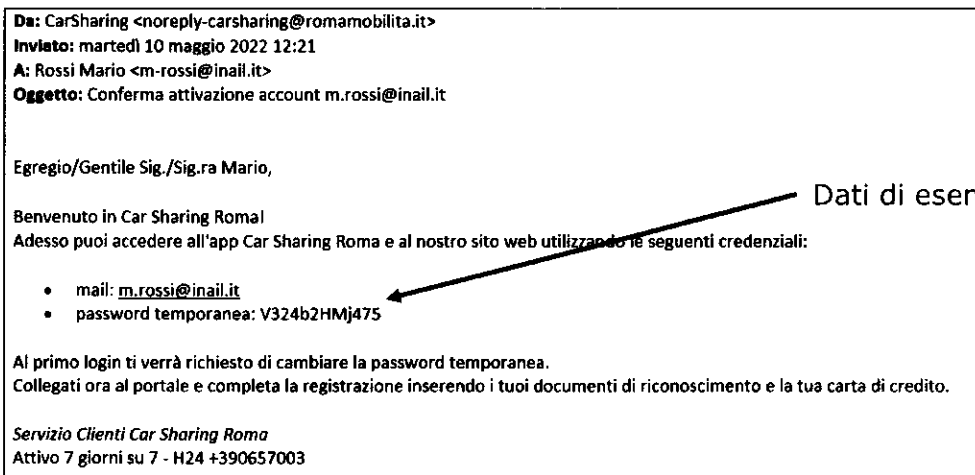 Da: CarSharing <noreply-carsharing@romamobilita.it>
Inviato: martedì 10 maggio 2022 12:21
A: Rossi Mario <m-rossi@inail.it>
Oggetto: Conferma attivazione account m.rossi@inail.it
Egregio/Gentile Sig./Sig.ra Mario,
Dati di eser
Benvenuto in Car Sharing Roma!
Adesso puoi accedere all'app Car Sharing Roma e al nostro sito web utilizzando le seguenti credenziali:
• mail: m.rossi@inail.it
• password temporanea: V324b2HMj475
Al primo login ti verrà richiesto di cambiare la password temporanea.
Collegati ora al portale e completa la registrazione inserendo i tuoi documenti di riconoscimento e la tua carta di credito.
Servizio Clienti Car Sharing Roma
Attivo 7 giorni su 7 - H24 +390657003